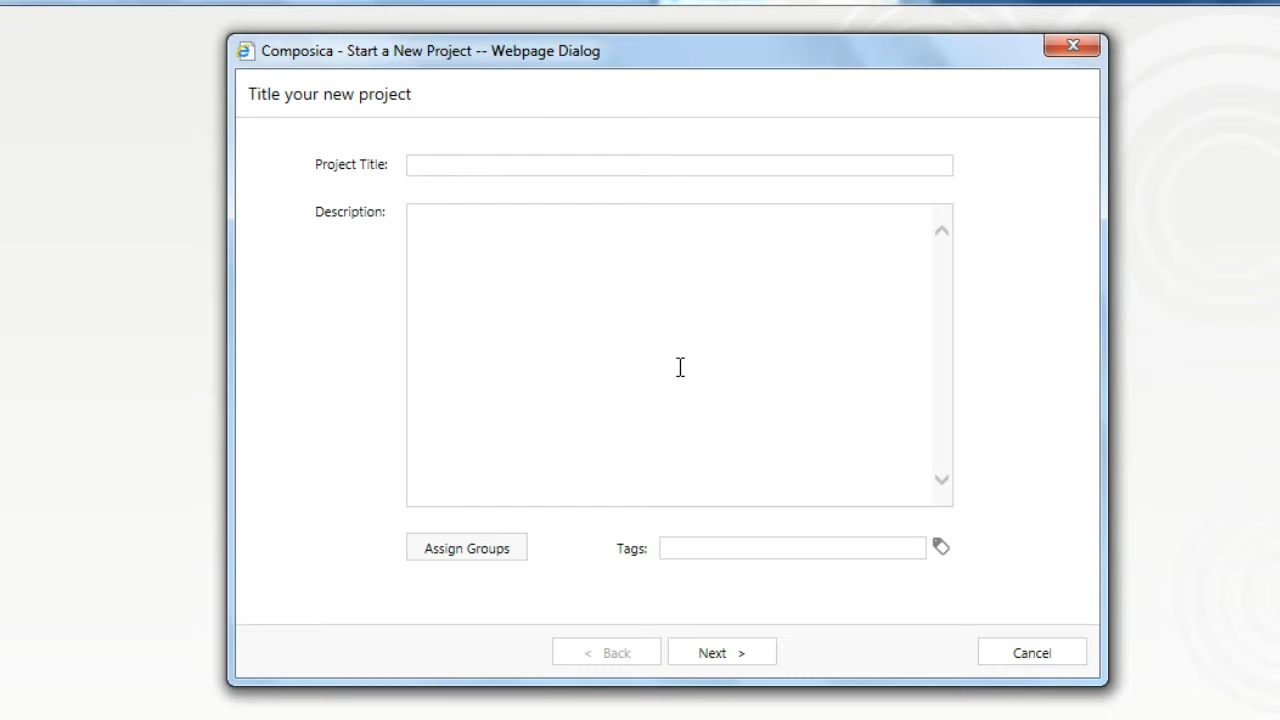 Composica - Start a New Project -- Webpage Dialog
Title your new project
Project Title:
Description:
Assign Groups
Tags:
< Back
Next >
Cancel